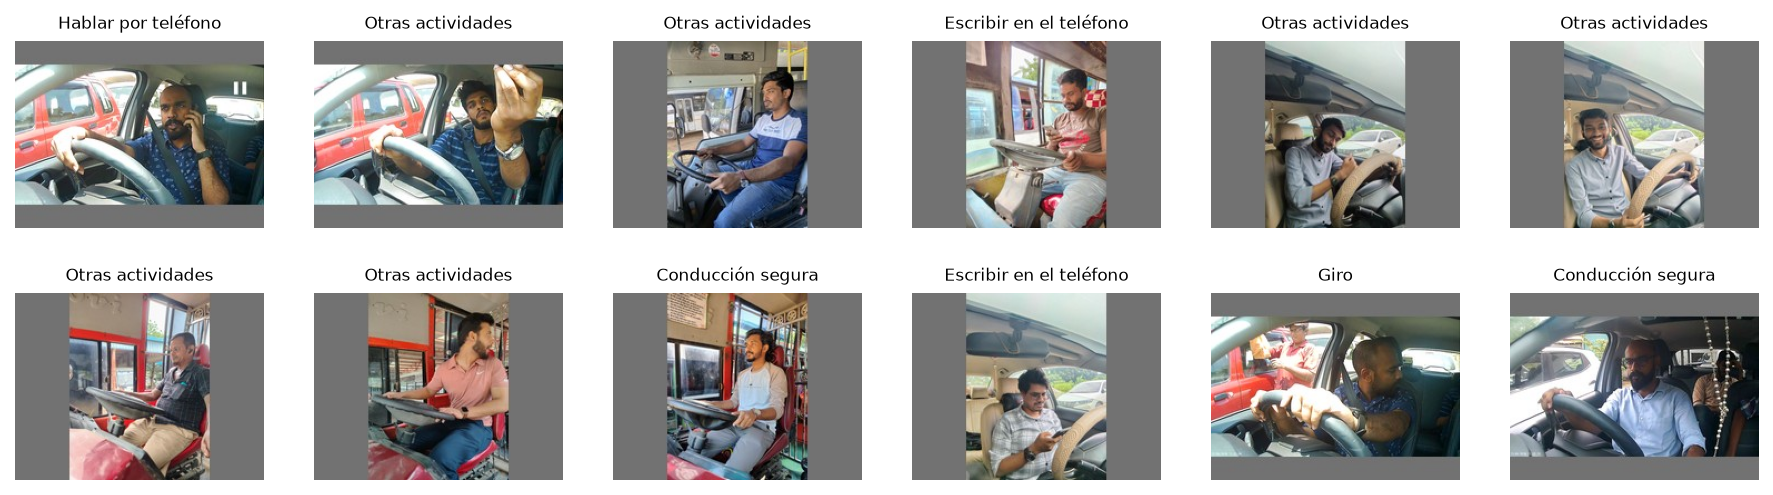 Hablar por teléfono
Otras actividades
Otras actividades
Escribir en el teléfono
Otras actividades
Otras actividades
Otras actividades
Otras actividades
Conducción segura
Escribir en el teléfono
Giro
Conducción segura